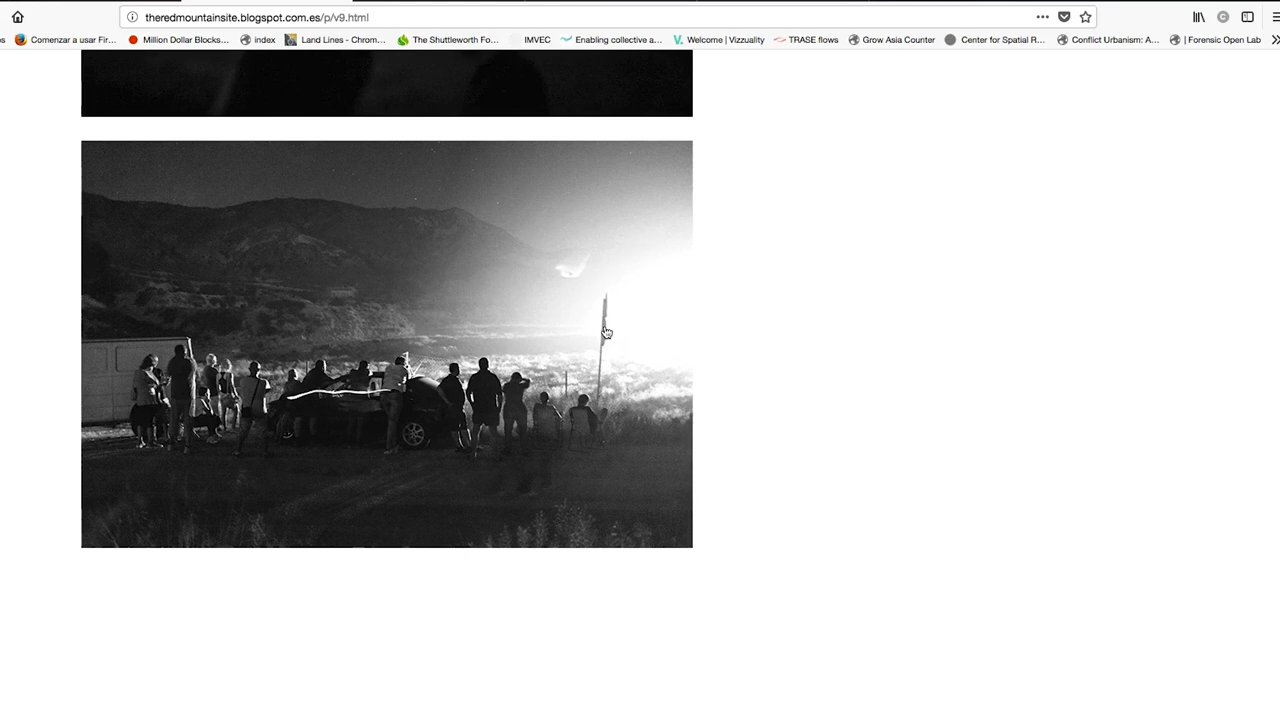 theredmountainsite.blogspot.com.es/p/v9.html
s Comenzar a usar Fir... Million Dollar Blocks... index Land Lines - Chrom... The Shuttleworth Fo... IMVEC Enabling collective a... Welcome | Vizzuality TRASE flows Grow Asia Counter Center for Spatial R... Conflict Urbanism: A... | Forensic Open Lab